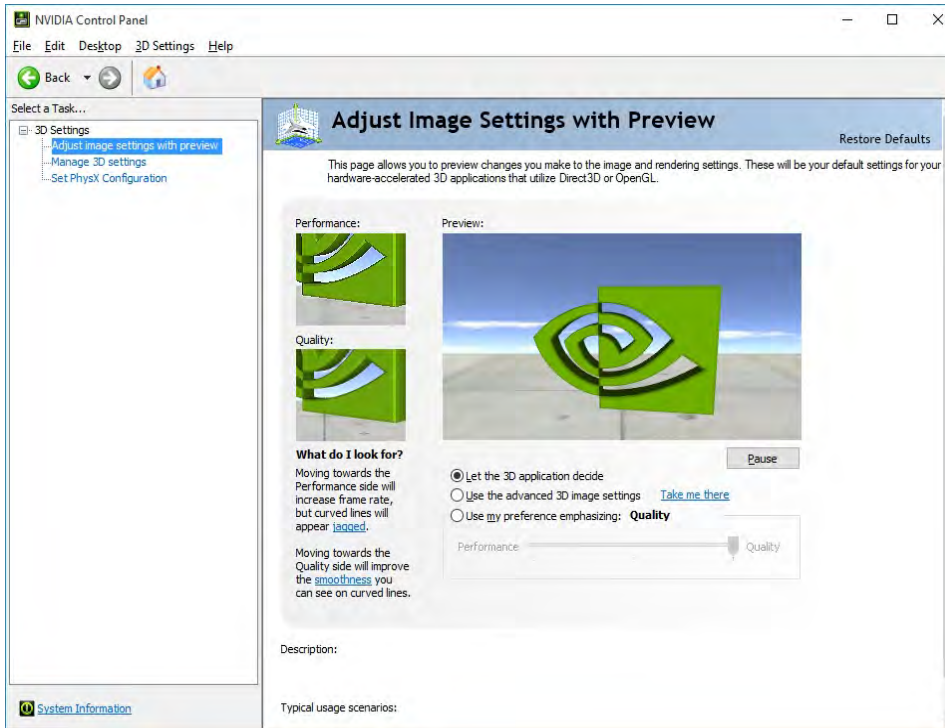 NVIDIA Control Panel
File Edit Desktop 3D Settings Help
Back
Select a Task...
3D Settings
Adjust image settings with preview
Manage 3D settings
Set PhysX Configuration
System Information
Adjust Image Settings with Preview
Restore Defaults
This page allows you to preview changes you make to the image and rendering settings. These will be your default settings for your
hardware-accelerated 3D applications that utilize Direct3D or OpenGL.
Performance:
Quality:
What do I look for?
Moving towards the
Performance side will
increase frame rate,
but curved lines will
appear jagged.
Moving towards the
Quality side will improve
the smoothness you
can see on curved lines.
Preview:
Pause
Let the 3D application decide
Use the advanced 3D image settings Take me there
Use my preference emphasizing: Quality
Performance Quality
Description:
Typical usage scenarios: